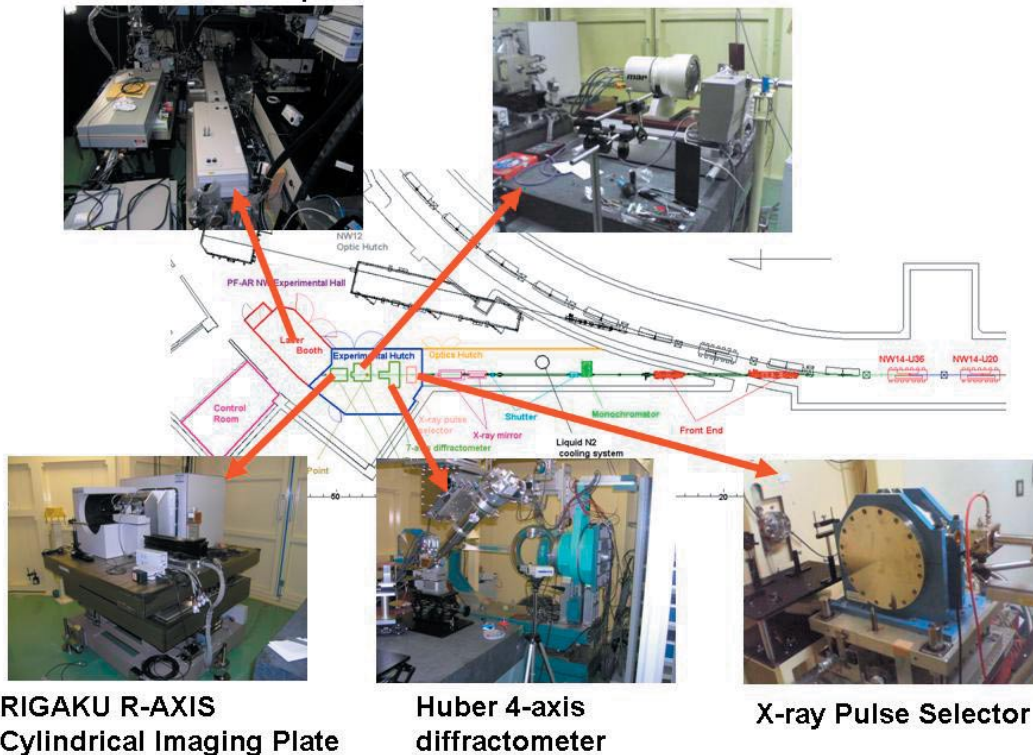 mar
NW12
Optic Hutch
PF-AR NW Experimental Hall
Laser
Booth
Experimental Hutch
Optics Hutch
NW14-U36
NW14-U20
Control
Room
X-ray pulse
selector
Shutter
X-ray mirror
Monochromator
Front End
diffractometer
Liquid N2
cooling system
Point
RIGAKU R-AXIS
Cylindrical Imaging Plate
Huber 4-axis
diffractometer
X-ray Pulse Selector